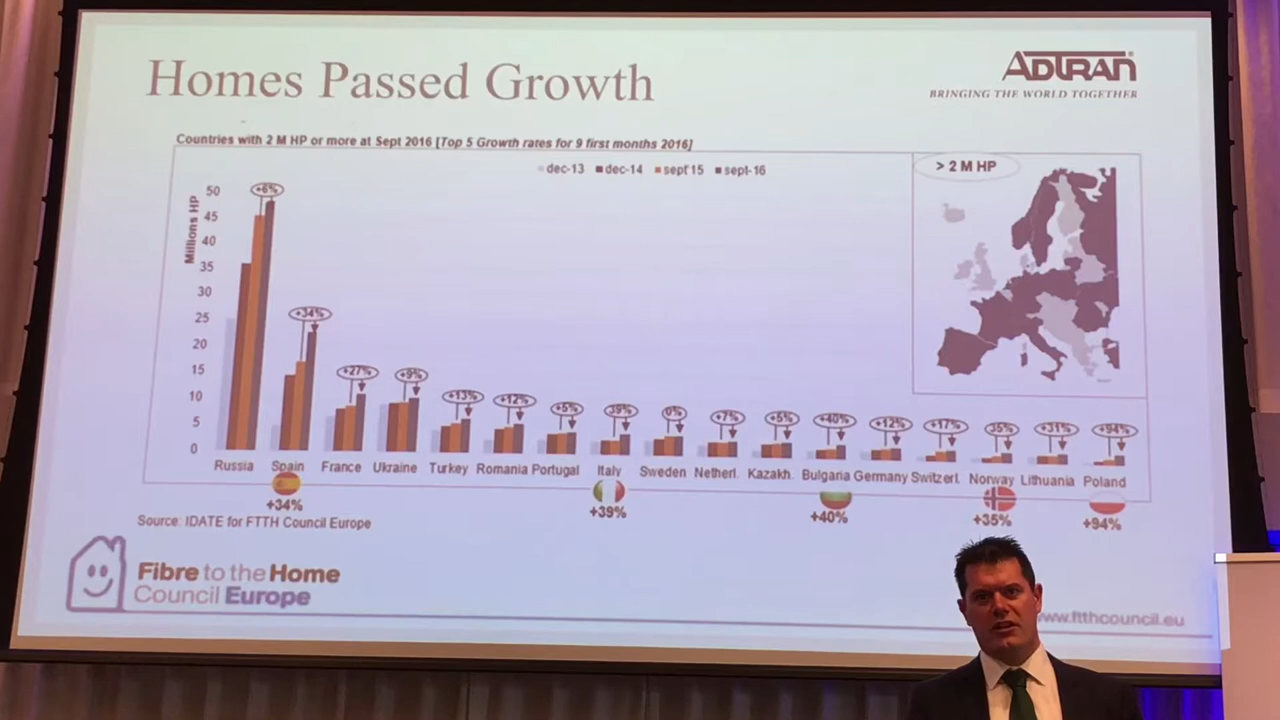 Homes Passed Growth
ADTRAN®
BRINGING THE WORLD TOGETHER
Countries with 2 M HP or more at Sept 2016 [Top 5 Growth rates for 9 first months 2016]
dec-13 dec-14 sept'15 sept-16
> 2 M HP
Millions HP
50
45
40
35
30
25
20
15
10
5
0
+6% +34% +27% +9% +13% +12% +5% 39% 0% +7% +5% +40% +12% +17% 35% +31% +94%
Russia Spain France Ukraine Turkey Romania Portugal Italy Sweden Netherl. Kazakh. Bulgaria Germany Switzerl. Norway Lithuania Poland
+34% +39% +40% +35% +94%
Source: IDATE for FTTH Council Europe
Fibre to the Home
Council Europe
www.ftthcouncil.eu